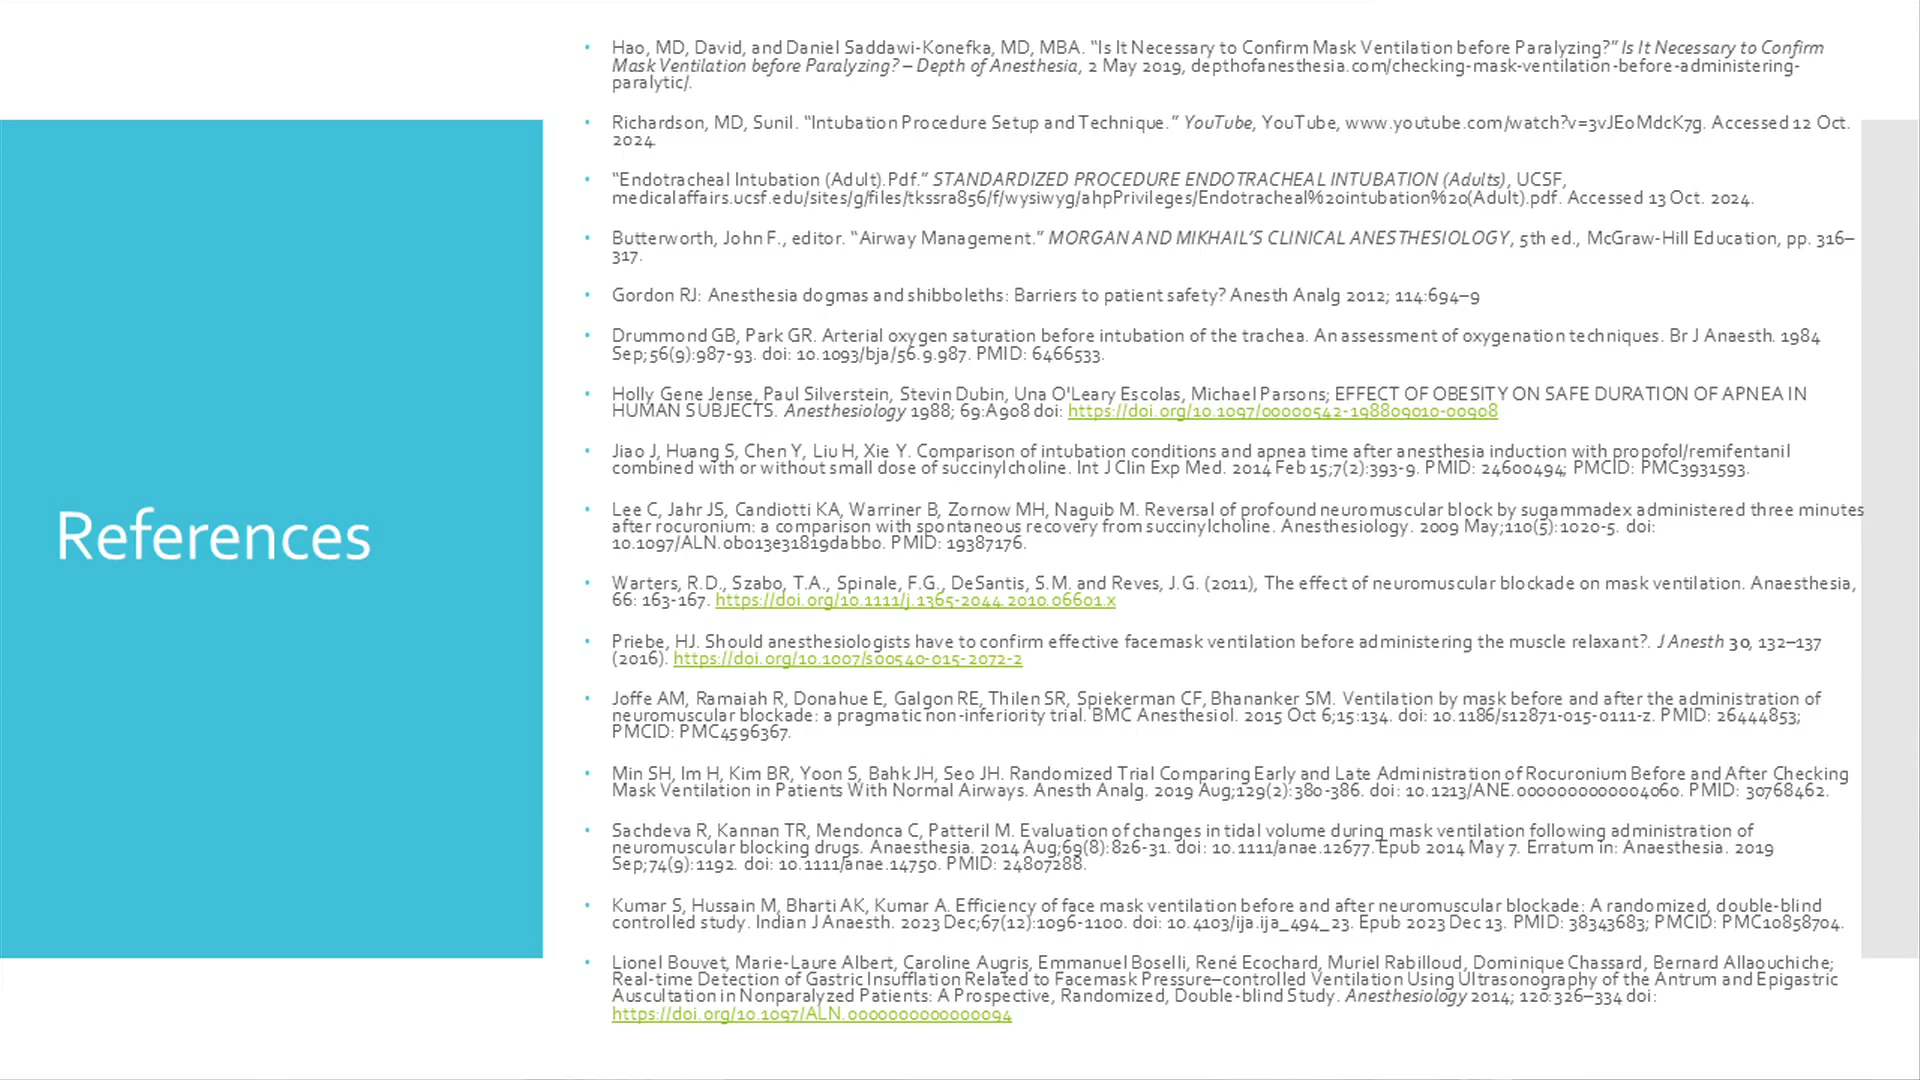 References
• Hao, MD, David, and Daniel Saddawi-Konefka, MD, MBA. “Is It Necessary to Confirm Mask Ventilation before Paralyzing?” Is It Necessary to Confirm
Mask Ventilation before Paralyzing? – Depth of Anesthesia, 2 May 2019, depthofanesthesia.com/checking-mask-ventilation-before-administering-
paralytic/.
• Richardson, MD, Sunil. “Intubation Procedure Setup and Technique.” YouTube, YouTube, www.youtube.com/watch?v=3vJEoMdcK7g. Accessed 12 Oct.
2024.
• “Endotracheal Intubation (Adult).Pdf.” STANDARDIZED PROCEDURE ENDOTRACHEAL INTUBATION (Adults), UCSF,
medicalaffairs.ucsf.edu/sites/g/files/tkssra856/f/wysiwyg/ahpPrivileges/Endotracheal%20intubation%20(Adult).pdf. Accessed 13 Oct. 2024.
• Butterworth, John F., editor. “Airway Management.” MORGAN AND MIKHAIL’S CLINICAL ANESTHESIOLOGY, 5th ed., McGraw-Hill Education, pp. 316–
317.
• Gordon RJ: Anesthesia dogmas and shibboleths: Barriers to patient safety? Anesth Analg 2012; 114:694–9
• Drummond GB, Park GR. Arterial oxygen saturation before intubation of the trachea. An assessment of oxygenation techniques. Br J Anaesth. 1984
Sep;56(9):987-93. doi: 10.1093/bja/56.9.987. PMID: 6466533.
• Holly Gene Jense, Paul Silverstein, Stevin Dubin, Una O'Leary Escolas, Michael Parsons; EFFECT OF OBESITY ON SAFE DURATION OF APNEA IN
HUMAN SUBJECTS. Anesthesiology 1988; 69:A908 doi: https://doi.org/10.1097/00000542-198809010-00908
• Jiao J, Huang S, Chen Y, Liu H, Xie Y. Comparison of intubation conditions and apnea time after anesthesia induction with propofol/remifentanil
combined with or without small dose of succinylcholine. Int J Clin Exp Med. 2014 Feb 15;7(2):393-9. PMID: 24600494; PMCID: PMC3931593.
• Lee C, Jahr JS, Candiotti KA, Warriner B, Zornow MH, Naguib M. Reversal of profound neuromuscular block by sugammadex administered three minutes
after rocuronium: a comparison with spontaneous recovery from succinylcholine. Anesthesiology. 2009 May;110(5):1020-5. doi:
10.1097/ALN.0b013e31819dabb0. PMID: 19387176.
• Warters, R.D., Szabo, T.A., Spinale, F.G., DeSantis, S.M. and Reves, J.G. (2011), The effect of neuromuscular blockade on mask ventilation. Anaesthesia,
66: 163-167. https://doi.org/10.1111/j.1365-2044.2010.06601.x
• Priebe, HJ. Should anesthesiologists have to confirm effective facemask ventilation before administering the muscle relaxant?. J Anesth 30, 132–137
(2016). https://doi.org/10.1007/s00540-015-2072-2
• Joffe AM, Ramaiah R, Donahue E, Galgon RE, Thilen SR, Spiekerman CF, Bhananker SM. Ventilation by mask before and after the administration of
neuromuscular blockade: a pragmatic non-inferiority trial. BMC Anesthesiol. 2015 Oct 6;15:134. doi: 10.1186/s12871-015-0111-z. PMID: 26444853;
PMCID: PMC4596367.
• Min SH, Im H, Kim BR, Yoon S, Bahk JH, Seo JH. Randomized Trial Comparing Early and Late Administration of Rocuronium Before and After Checking
Mask Ventilation in Patients With Normal Airways. Anesth Analg. 2019 Aug;129(2):380-386. doi: 10.1213/ANE.0000000000004060. PMID: 30768462.
• Sachdeva R, Kannan TR, Mendonca C, Patteril M. Evaluation of changes in tidal volume during mask ventilation following administration of
neuromuscular blocking drugs. Anaesthesia. 2014 Aug;69(8):826-31. doi: 10.1111/anae.12677. Epub 2014 May 7. Erratum in: Anaesthesia. 2019
Sep;74(9):1192. doi: 10.1111/anae.14750. PMID: 24807288.
• Kumar S, Hussain M, Bharti AK, Kumar A. Efficiency of face mask ventilation before and after neuromuscular blockade: A randomized, double-blind
controlled study. Indian J Anaesth. 2023 Dec;67(12):1096-1100. doi: 10.4103/ija.ija_494_23. Epub 2023 Dec 13. PMID: 38343683; PMCID: PMC10858704.
• Lionel Bouvet, Marie-Laure Albert, Caroline Augris, Emmanuel Boselli, René Ecochard, Muriel Rabilloud, Dominique Chassard, Bernard Allaouchiche;
Real-time Detection of Gastric Insufflation Related to Facemask Pressure–controlled Ventilation Using Ultrasonography of the Antrum and Epigastric
Auscultation in Nonparalyzed Patients: A Prospective, Randomized, Double-blind Study. Anesthesiology 2014; 120:326–334 doi:
https://doi.org/10.1097/ALN.0000000000000094